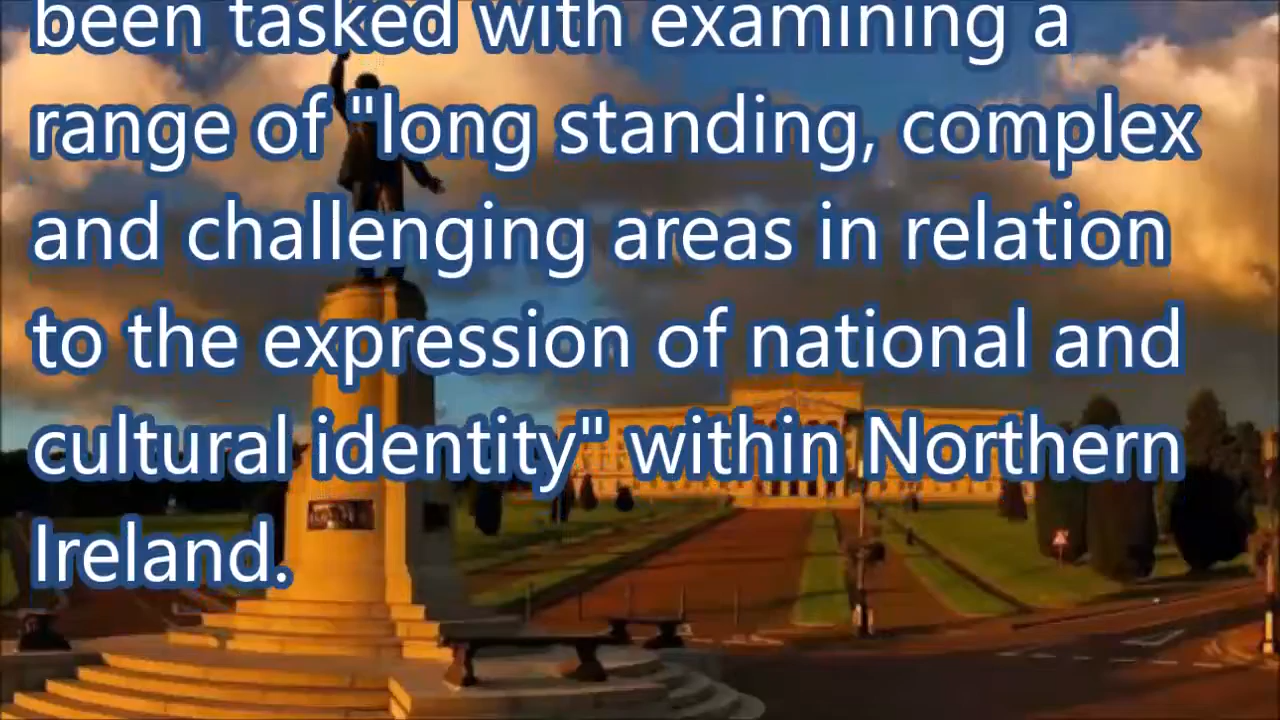 been tasked with examining a
range of "long standing, complex
and challenging areas in relation
to the expression of national and
cultural identity" within Northern
Ireland.